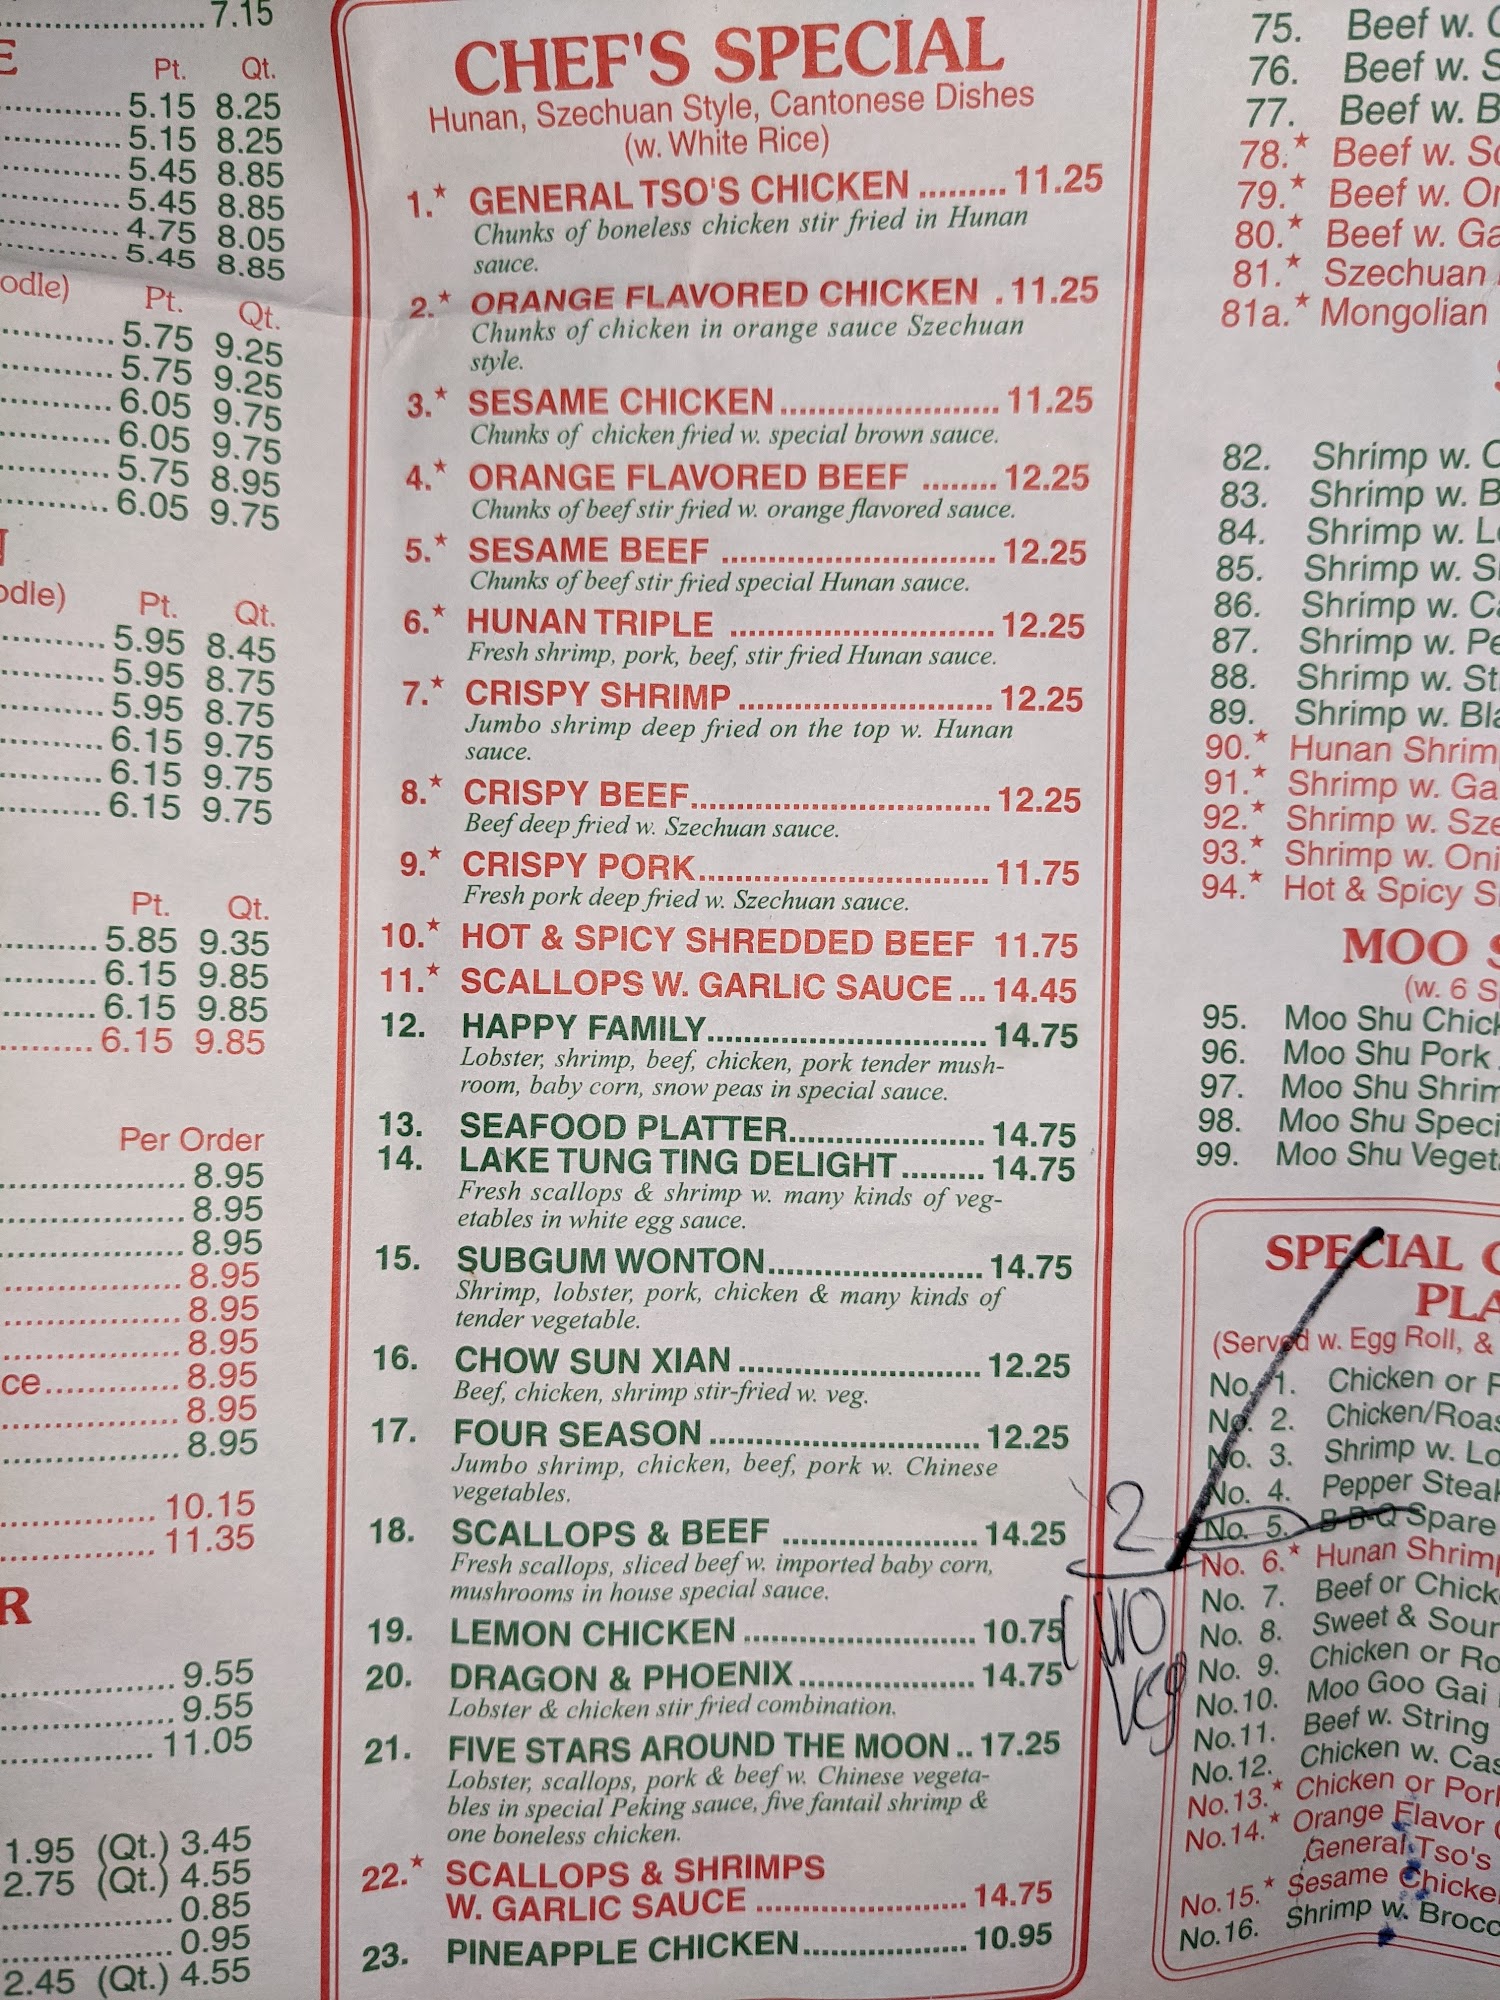 7.15
Pt. Qt.
5.15 8.25
5.15 8.25
5.45 8.85
5.45 8.85
4.75 8.05
5.45 8.85
Pt. Qt.
5.75 9.25
5.75 9.25
6.05 9.75
6.05 9.75
5.75 8.95
6.05 9.75
Pt. Qt.
5.95 8.45
5.95 8.75
5.95 8.75
6.15 9.75
6.15 9.75
6.15 9.75
Pt. Qt.
5.85 9.35
6.15 9.85
6.15 9.85
6.15 9.85
Per Order
8.95
8.95
8.95
8.95
8.95
8.95
8.95
8.95
8.95
10.15
11.35
R
9.55
9.55
11.05
1.95 (Qt.) 3.45
2.75 (Qt.) 4.55
0.85
0.95
2.45 (Qt.) 4.55
CHEF'S SPECIAL
Hunan, Szechuan Style, Cantonese Dishes
(w. White Rice)
1.* GENERAL TSO'S CHICKEN ......... 11.25
Chunks of boneless chicken stir fried in Hunan
sauce.
2.* ORANGE FLAVORED CHICKEN . 11.25
Chunks of chicken in orange sauce Szechuan
style.
3.* SESAME CHICKEN ...................... 11.25
Chunks of chicken fried w. special brown sauce.
4.* ORANGE FLAVORED BEEF ........ 12.25
Chunks of beef stir fried w. orange flavored sauce.
5.* SESAME BEEF ........................... 12.25
Chunks of beef stir fried special Hunan sauce.
6.* HUNAN TRIPLE .......................... 12.25
Fresh shrimp, pork, beef, stir fried Hunan sauce.
7.* CRISPY SHRIMP ......................... 12.25
Jumbo shrimp deep fried on the top w. Hunan
sauce.
8.* CRISPY BEEF.............................. 12.25
Beef deep fried w. Szechuan sauce.
9.* CRISPY PORK............................. 11.75
Fresh pork deep fried w. Szechuan sauce.
10.* HOT & SPICY SHREDDED BEEF 11.75
11.* SCALLOPS W. GARLIC SAUCE ... 14.45
12. HAPPY FAMILY............................ 14.75
Lobster, shrimp, beef, chicken, pork tender mush-
room, baby corn, snow peas in special sauce.
13. SEAFOOD PLATTER.................... 14.75
14. LAKE TUNG TING DELIGHT ......... 14.75
Fresh scallops & shrimp w. many kinds of veg-
etables in white egg sauce.
15. SUBGUM WONTON...................... 14.75
Shrimp, lobster, pork, chicken & many kinds of
tender vegetable.
16. CHOW SUN XIAN ........................ 12.25
Beef, chicken, shrimp stir-fried w. veg.
17. FOUR SEASON ........................... 12.25
Jumbo shrimp, chicken, beef, pork w. Chinese
vegetables.
18. SCALLOPS & BEEF .................... 14.25
Fresh scallops, sliced beef w. imported baby corn,
mushrooms in house special sauce.
19. LEMON CHICKEN ....................... 10.75
20. DRAGON & PHOENIX .................. 14.75
Lobster & chicken stir fried combination.
21. FIVE STARS AROUND THE MOON .. 17.25
Lobster, scallops, pork & beef w. Chinese vegeta-
bles in special Peking sauce, five fantail shrimp &
one boneless chicken.
22.* SCALLOPS & SHRIMPS
W. GARLIC SAUCE ................... 14.75
23. PINEAPPLE CHICKEN................. 10.95
75. Beef w.
76. Beef w.
77. Beef w.
78.* Beef w.
79.* Beef w.
80.* Beef w.
81.* Szechuan
81a.* Mongolian
82. Shrimp w.
83. Shrimp w.
84. Shrimp w.
85. Shrimp w.
86. Shrimp w.
87. Shrimp w.
88. Shrimp w.
89. Shrimp w.
90.* Hunan
91.* Shrimp w.
92.* Shrimp w.
93.* Shrimp w.
94.* Hot & Spicy
MOO
(w. 6
95. Moo Shu
96. Moo Shu Pork
97. Moo Shu
98. Moo Shu
99. Moo Shu
SPECIAL
(Served w. Egg Roll, &
No. 1. Chicken or
No. 2. Chicken/
No. 3. Shrimp w.
No. 4. Pepper
No. 5. B-B-Q Spare
No. 6.* Hunan
No. 7. Beef or
No. 8. Sweet & Sour
No. 9. Chicken or
No.10. Moo Goo Gai
No.11. Beef w. String
No.12. Chicken w.
No.13.* Chicken or
No.14.* Orange Flavor
General Tso's
No.15.* Sesame
No.16. Shrimp w.
2